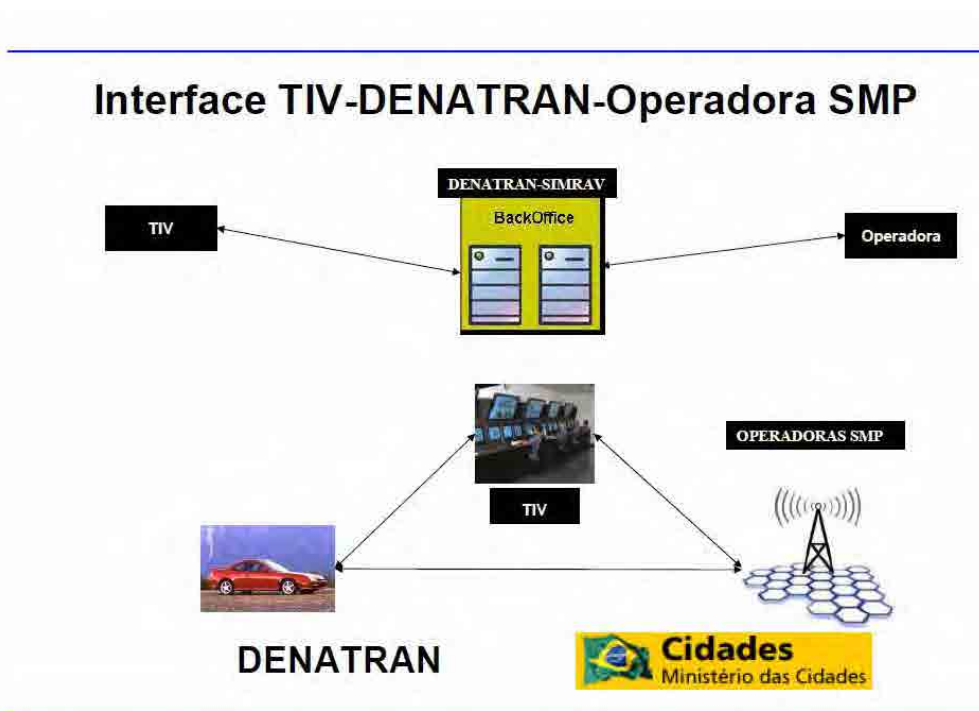 Interface TIV-DENATRAN-Operadora SMP
DENATRAN-SIMRAV
BackOffice
TIV
Operadora
OPERADORAS SMP
TIV
DENATRAN
Cidades
Ministério das Cidades